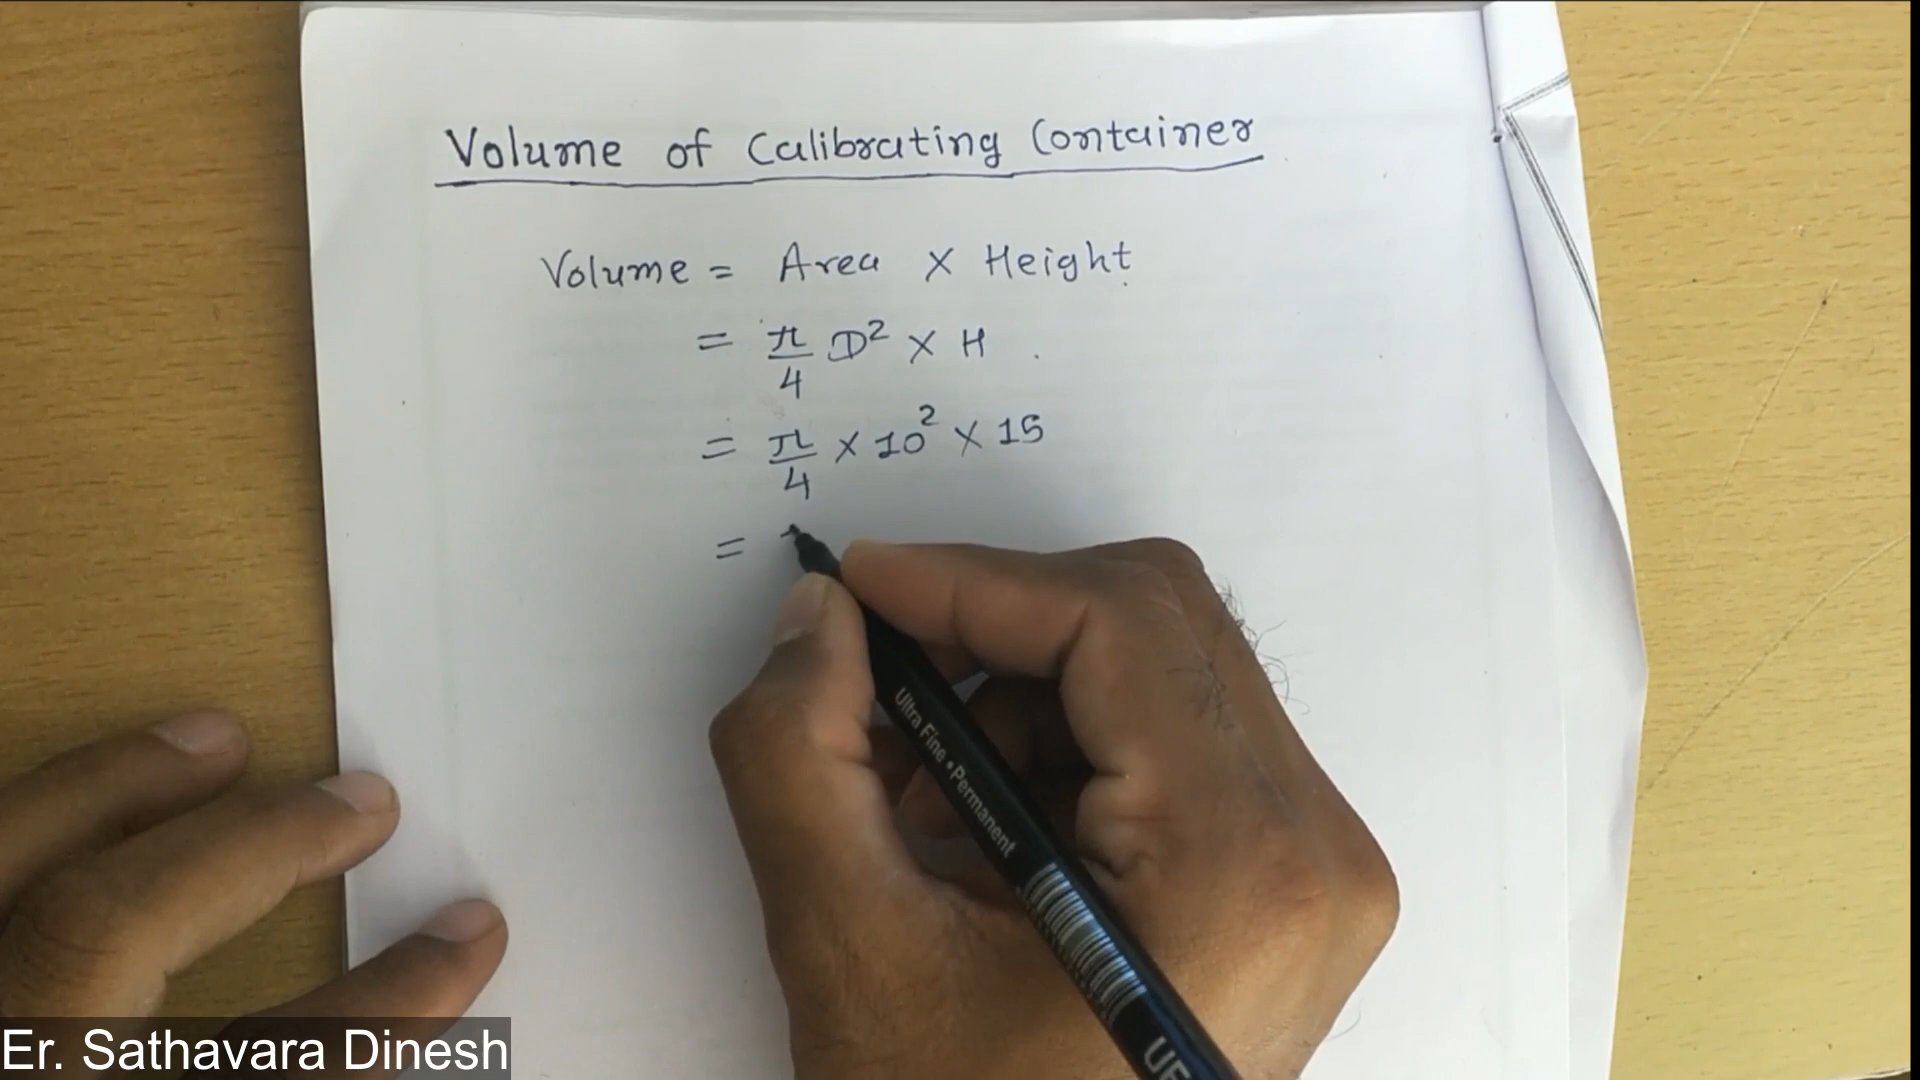 Volume of Calibrating Container
Volume = Area × Height
= π/4 D² × H
= π/4 × 10² × 15
=
Ultra Fine • Permanent
Er. Sathavara Dinesh